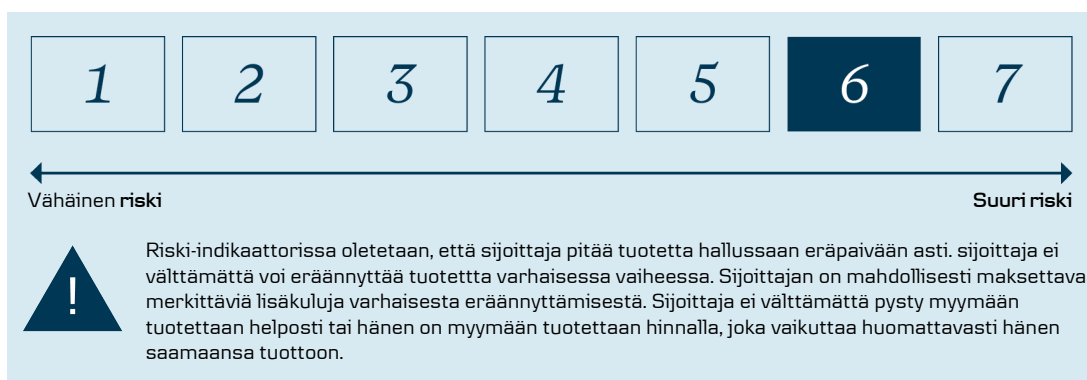 1 2 3 4 5 6 7
Vähäinen riski Suuri riski
Riski-indikaattorissa oletetaan, että sijoittaja pitää tuotetta hallussaan eräpaivään asti. sijoittaja ei
välttämättä voi eräännyttää tuotettta varhaisessa vaiheessa. Sijoittajan on mahdollisesti maksettava
merkittäviä lisäkuluja varhaisesta eräännyttämisestä. Sijoittaja ei välttämättä pysty myymään
tuotettaan helposti tai hänen on myymään tuotettaan hinnalla, joka vaikuttaa huomattavasti hänen
saamaansa tuottoon.
!